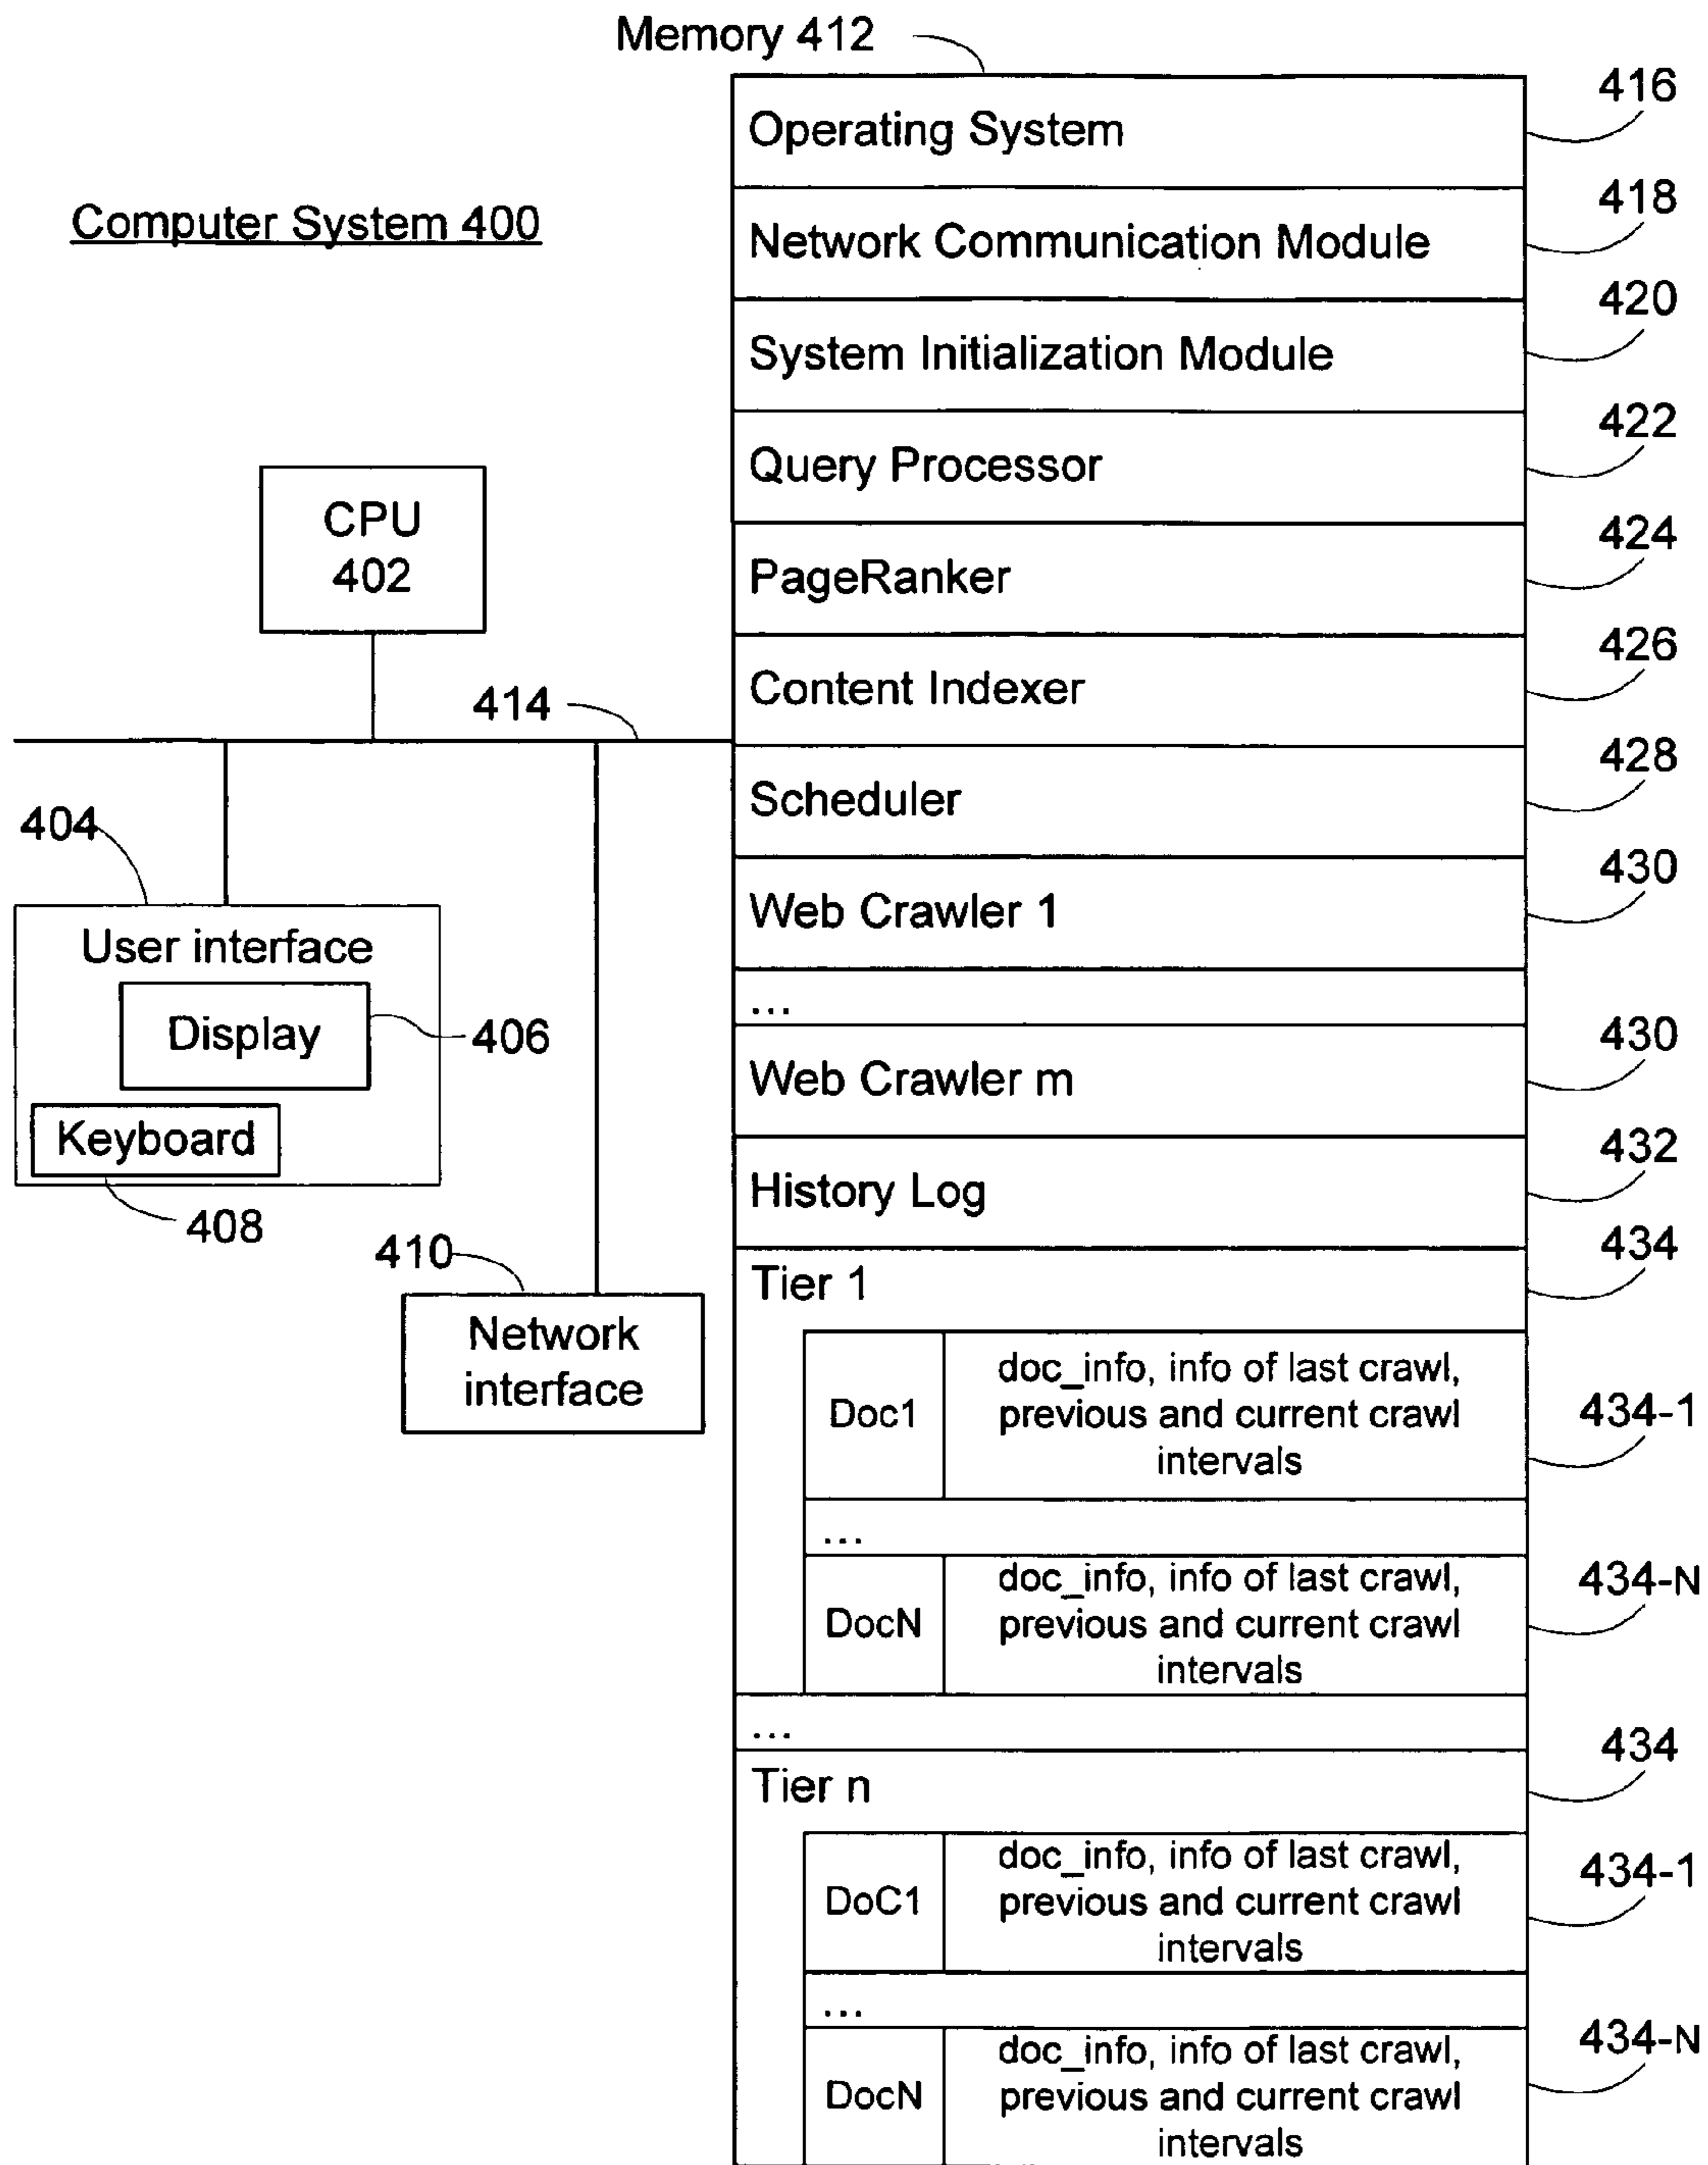 Memory 412
Computer System 400
Operating System
416
Network Communication Module
418
System Initialization Module
420
Query Processor
422
PageRanker
424
Content Indexer
426
Scheduler
428
Web Crawler 1
430
...
Web Crawler m
430
History Log
432
Tier 1
434
Doc1
doc_info, info of last crawl,
previous and current crawl
intervals
434-1
...
DocN
doc_info, info of last crawl,
previous and current crawl
intervals
434-N
...
Tier n
434
DoC1
doc_info, info of last crawl,
previous and current crawl
intervals
434-1
...
DocN
doc_info, info of last crawl,
previous and current crawl
intervals
434-N
CPU
402
414
404
User interface
Display
406
Keyboard
408
410
Network
interface